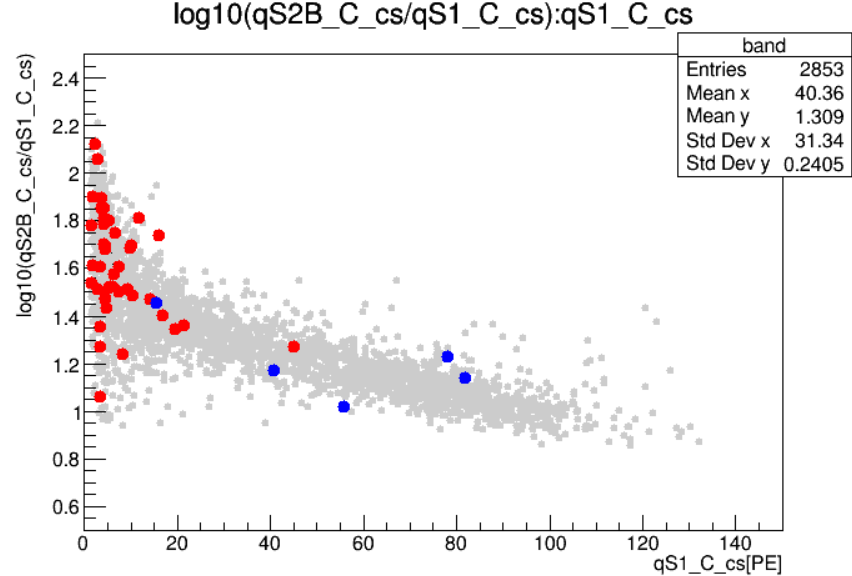 log10(qS2B_C_cs/qS1_C_cs):qS1_C_cs
band
Entries 2853
Mean x 40.36
Mean y 1.309
Std Dev x 31.34
Std Dev y 0.2405
log10(qS2B_C_cs/qS1_C_cs)
2.4
2.2
2
1.8
1.6
1.4
1.2
1
0.8
0.6
0 20 40 60 80 100 120 140
qS1_C_cs[PE]